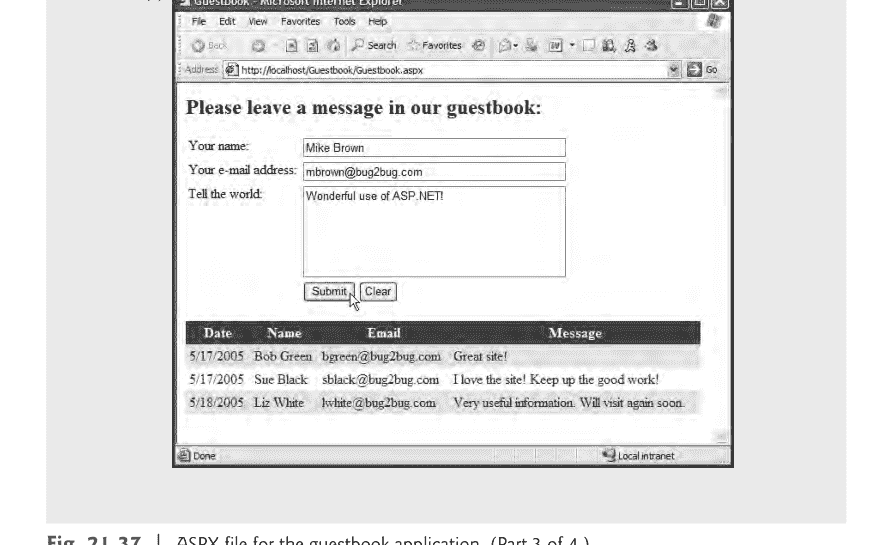 Guestbook - Microsoft Internet Explorer
File Edit View Favorites Tools Help
Back Search Favorites
Address http://localhost/Guestbook/Guestbook.aspx Go
Please leave a message in our guestbook:
Your name: Mike Brown
Your e-mail address: mbrown@bug2bug.com
Tell the world: Wonderful use of ASP.NET!
Submit Clear
Date Name Email Message
5/17/2005 Bob Green bgreen@bug2bug.com Great site!
5/17/2005 Sue Black sblack@bug2bug.com I love the site! Keep up the good work!
5/18/2005 Liz White lwhite@bug2bug.com Very useful information. Will visit again soon.
Done Local intranet
Fig. 21.37 | ASPX file for the guestbook application. (Part 3 of 4.)